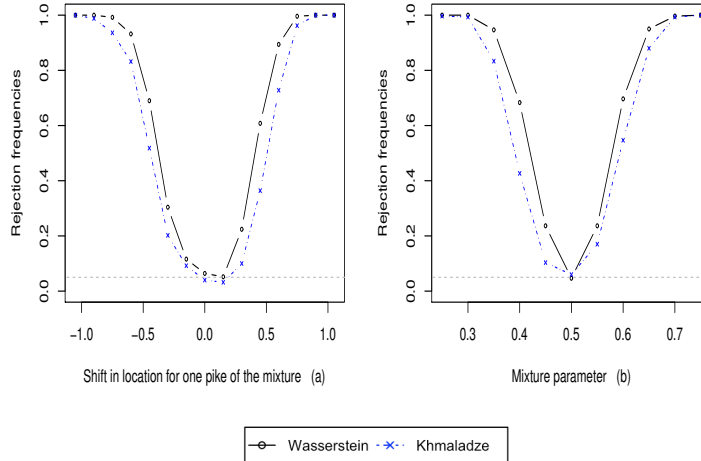 Rejection frequencies
1.0
0.8
0.6
0.4
0.2
0.0
−1.0 −0.5 0.0 0.5 1.0
Shift in location for one pike of the mixture (a)
Rejection frequencies
1.0
0.8
0.6
0.4
0.2
0.0
0.3 0.4 0.5 0.6 0.7
Mixture parameter (b)
Wasserstein Khmaladze